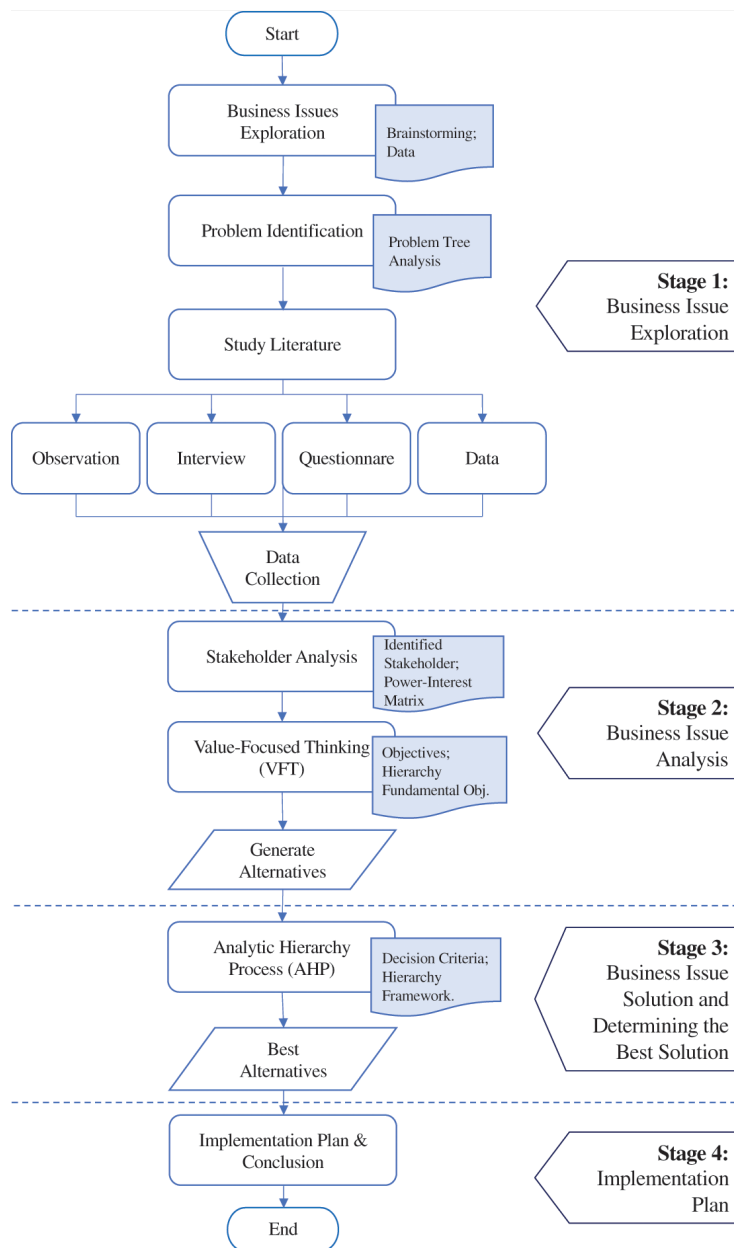 Start
Business Issues
Exploration
Brainstorming;
Data
Problem Identification
Problem Tree
Analysis
Stage 1:
Business Issue
Exploration
Study Literature
Observation
Interview
Questionnare
Data
Data
Collection
Stakeholder Analysis
Identified
Stakeholder;
Power-Interest
Matrix
Stage 2:
Business Issue
Analysis
Value-Focused Thinking
(VFT)
Objectives;
Hierarchy
Fundamental Obj.
Generate
Alternatives
Analytic Hierarchy
Process (AHP)
Decision Criteria;
Hierarchy
Framework.
Stage 3:
Business Issue
Solution and
Determining the
Best Solution
Best
Alternatives
Implementation Plan &
Conclusion
Stage 4:
Implementation
Plan
End